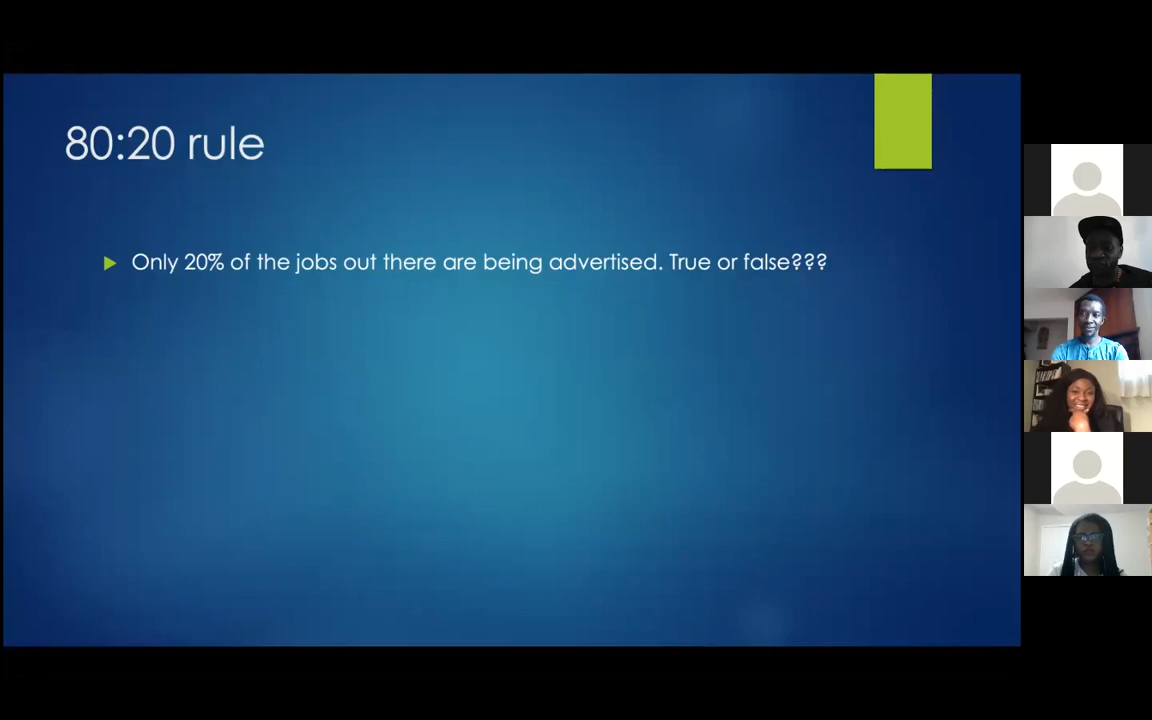 80:20 rule
Only 20% of the jobs out there are being advertised. True or false???